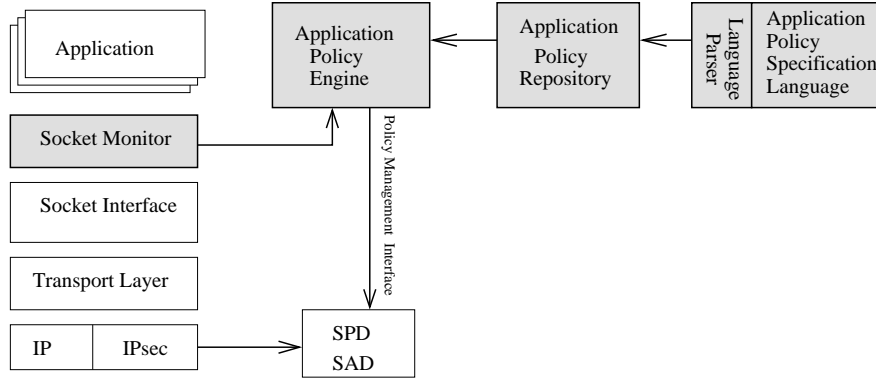 Application
Application
Policy
Engine
Application
Policy
Repository
Language
Parser
Application
Policy
Specification
Language
Socket Monitor
Policy Management Interface
Socket Interface
Transport Layer
IP
IPsec
SPD
SAD